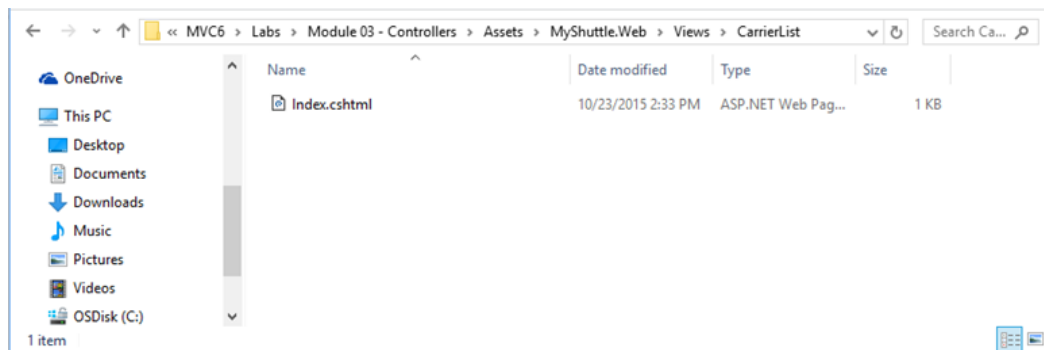 « MVC6 › Labs › Module 03 - Controllers › Assets › MyShuttle.Web › Views › CarrierList
Search Ca...
Name Date modified Type Size
Index.cshtml 10/23/2015 2:33 PM ASP.NET Web Pag... 1 KB
OneDrive
This PC
Desktop
Documents
Downloads
Music
Pictures
Videos
OSDisk (C:)
1 item